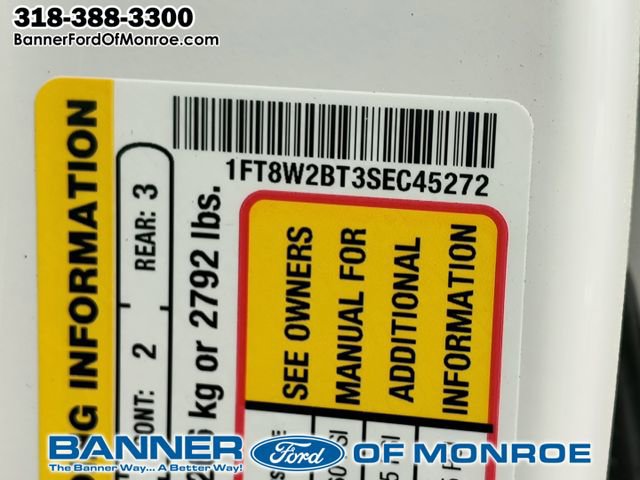 318-388-3300
BannerFordOfMonroe.com
1FT8W2BT3SEC45272
INFORMATION
REAR: 3
2
kg or 2792 lbs.
SEE OWNERS
MANUAL FOR
ADDITIONAL
INFORMATION
BANNER Ford OF MONROE
The Banner Way... A Better Way!